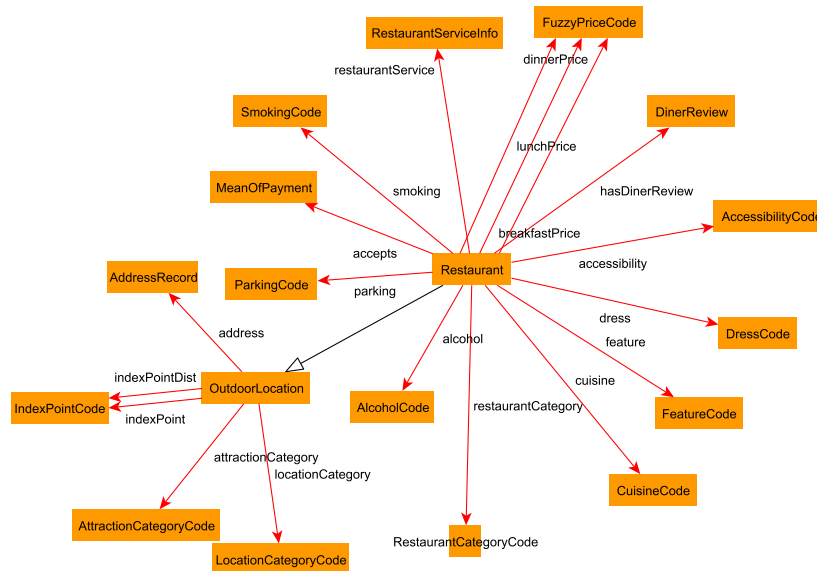 FuzzyPriceCode
RestaurantServiceInfo
dinnerPrice
restaurantService
SmokingCode
DinerReview
lunchPrice
MeanOfPayment
smoking
hasDinerReview
AccessibilityCode
breakfastPrice
accepts
accessibility
AddressRecord
Restaurant
ParkingCode
parking
dress
address
DressCode
alcohol
feature
indexPointDist
cuisine
OutdoorLocation
IndexPointCode
AlcoholCode
restaurantCategory
FeatureCode
indexPoint
attractionCategory
locationCategory
CuisineCode
AttractionCategoryCode
RestaurantCategoryCode
LocationCategoryCode